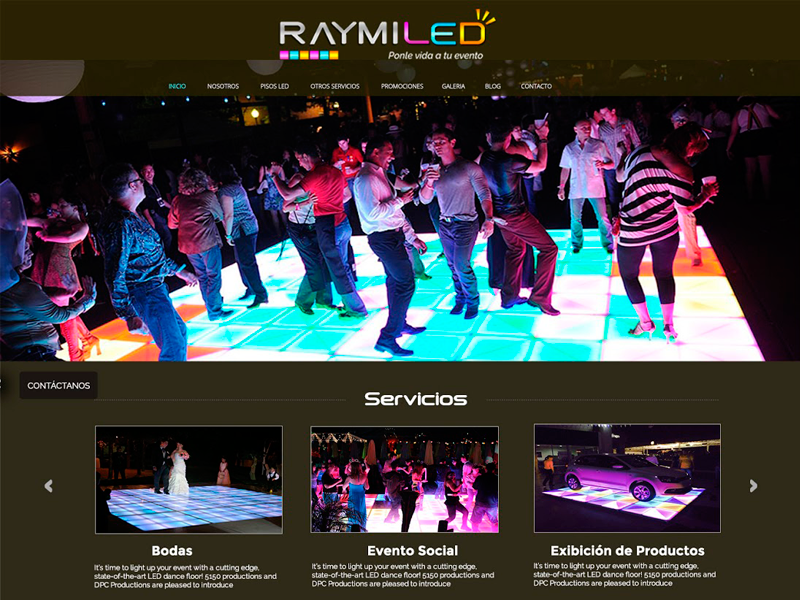 RAYMILED
Ponle vida a tu evento
INICIO NOSOTROS PISOS LED OTROS SERVICIOS PROMOCIONES GALERIA BLOG CONTACTO
CONTÁCTANOS
Servicios
Bodas
It's time to light up your event with a cutting edge,
state-of-the-art LED dance floor! 5150 productions and
DPC Productions are pleased to introduce
Evento Social
It's time to light up your event with a cutting edge,
state-of-the-art LED dance floor! 5150 productions and
DPC Productions are pleased to introduce
Exibición de Productos
It's time to light up your event with a cutting edge,
state-of-the-art LED dance floor! 5150 productions and
DPC Productions are pleased to introduce